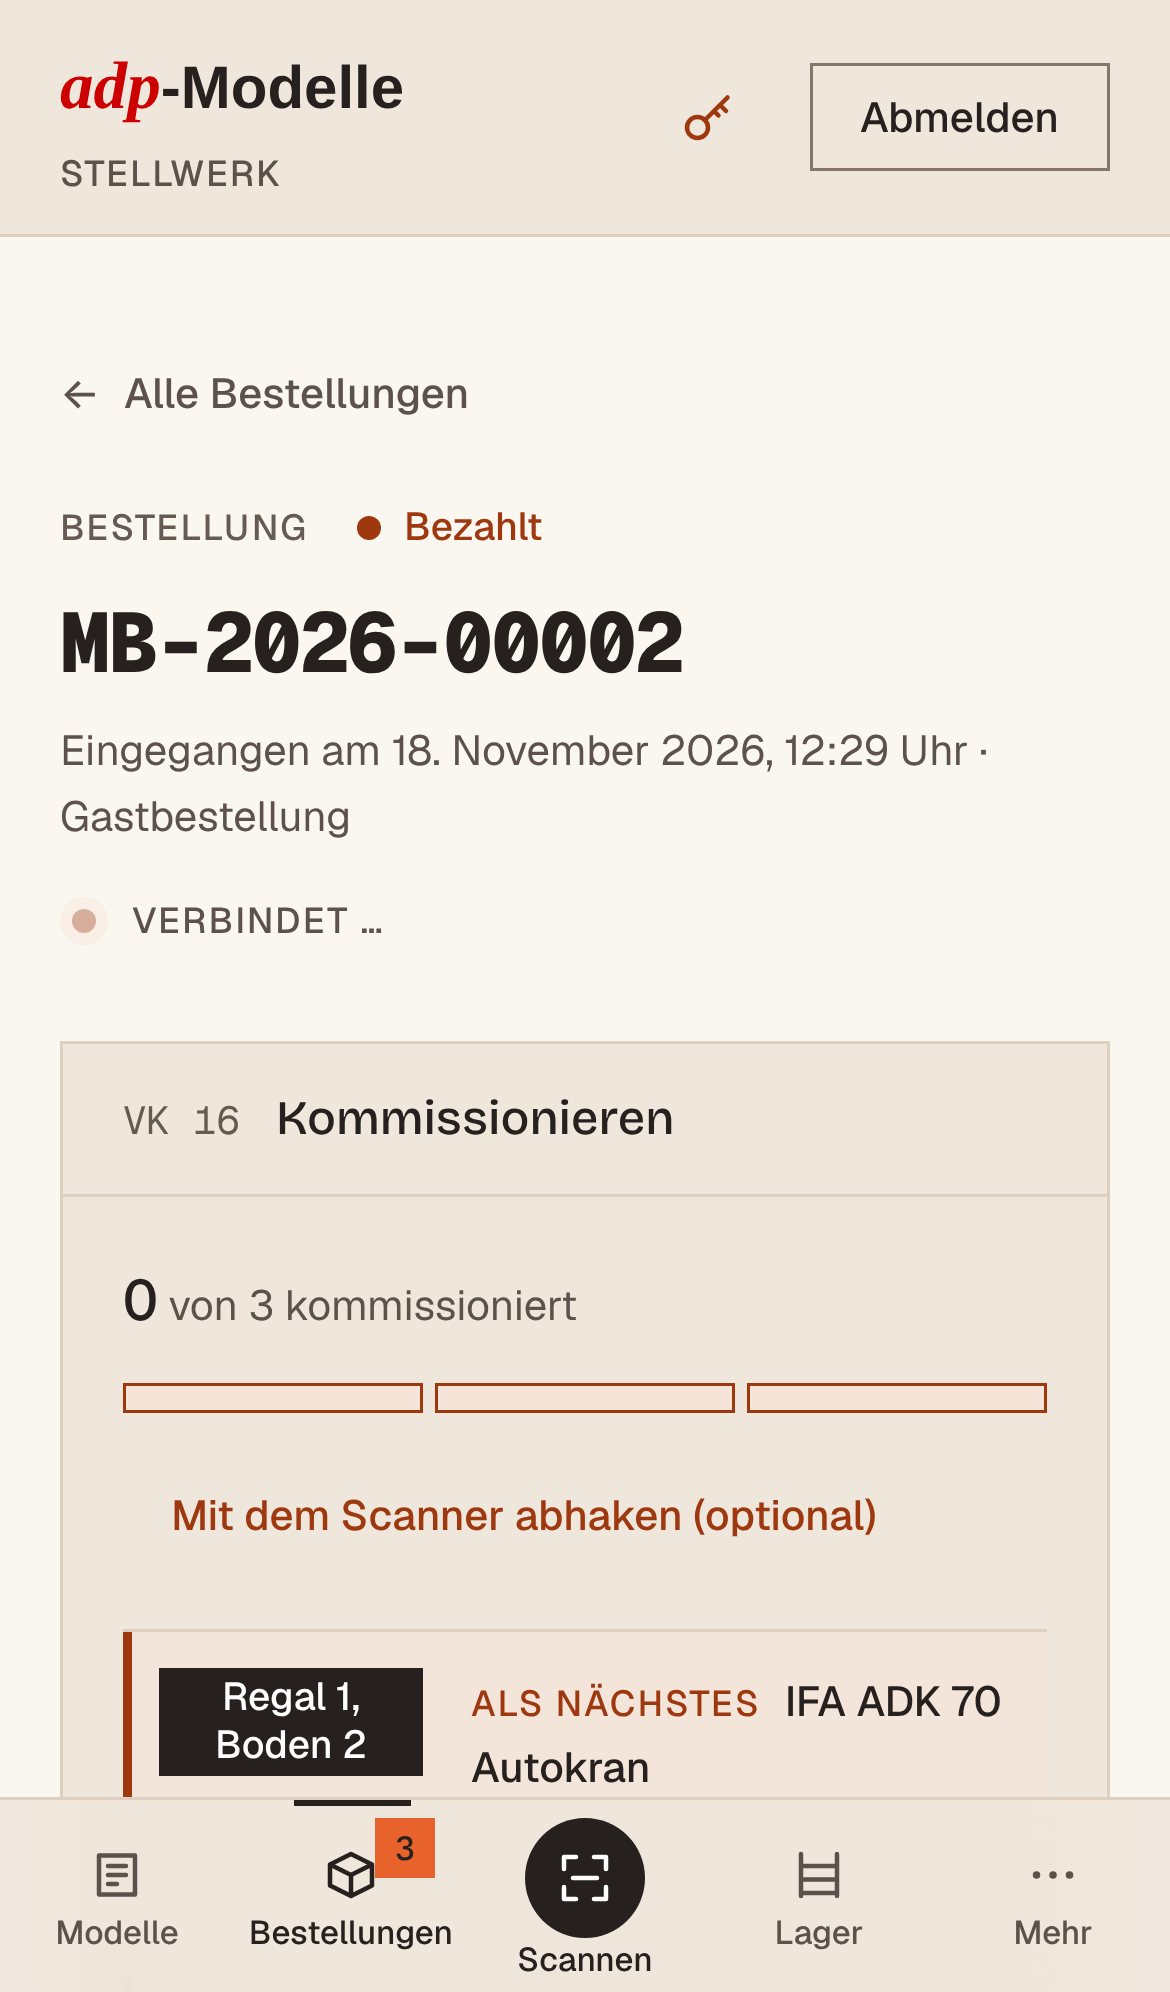 adp-Modelle
STELLWERK
Abmelden
← Alle Bestellungen
BESTELLUNG Bezahlt
MB-2026-00002
Eingegangen am 18. November 2026, 12:29 Uhr ·
Gastbestellung
VERBINDET …
VK 16 Kommissionieren
0 von 3 kommissioniert
Mit dem Scanner abhaken (optional)
Regal 1,
Boden 2
ALS NÄCHSTES IFA ADK 70
Autokran
3
Modelle
Bestellungen
Scannen
Lager
Mehr